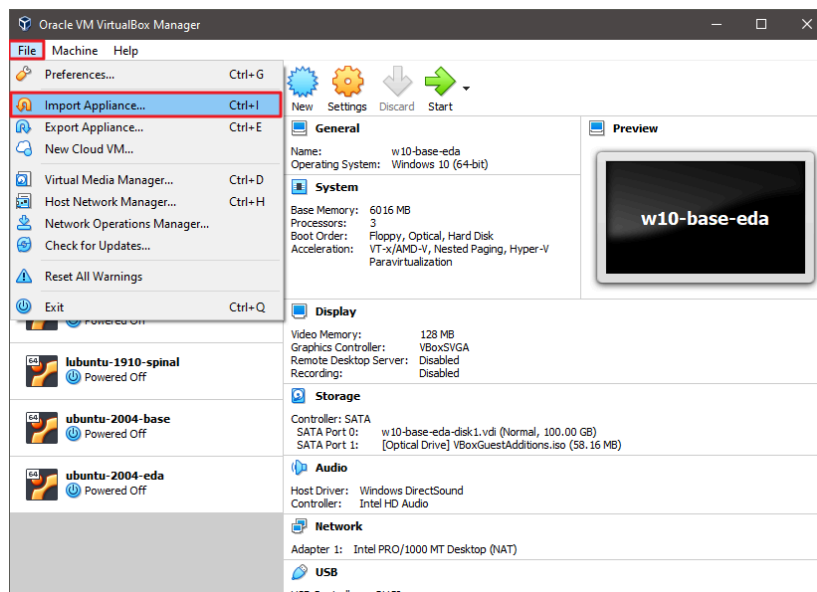 Oracle VM VirtualBox Manager
File Machine Help
Preferences... Ctrl+G
Import Appliance... Ctrl+I
Export Appliance... Ctrl+E
New Cloud VM...
Virtual Media Manager... Ctrl+D
Host Network Manager... Ctrl+H
Network Operations Manager...
Check for Updates...
Reset All Warnings
Exit Ctrl+Q
Powered Off
64
lubuntu-1910-spinal
Powered Off
64
ubuntu-2004-base
Powered Off
64
ubuntu-2004-eda
Powered Off
New Settings Discard Start
General
Name: w10-base-eda
Operating System: Windows 10 (64-bit)
System
Base Memory: 6016 MB
Processors: 3
Boot Order: Floppy, Optical, Hard Disk
Acceleration: VT-x/AMD-V, Nested Paging, Hyper-V
Paravirtualization
Preview
w10-base-eda
Display
Video Memory: 128 MB
Graphics Controller: VBoxSVGA
Remote Desktop Server: Disabled
Recording: Disabled
Storage
Controller: SATA
SATA Port 0: w10-base-eda-disk1.vdi (Normal, 100.00 GB)
SATA Port 1: [Optical Drive] VBoxGuestAdditions.iso (58.16 MB)
Audio
Host Driver: Windows DirectSound
Controller: Intel HD Audio
Network
Adapter 1: Intel PRO/1000 MT Desktop (NAT)
USB